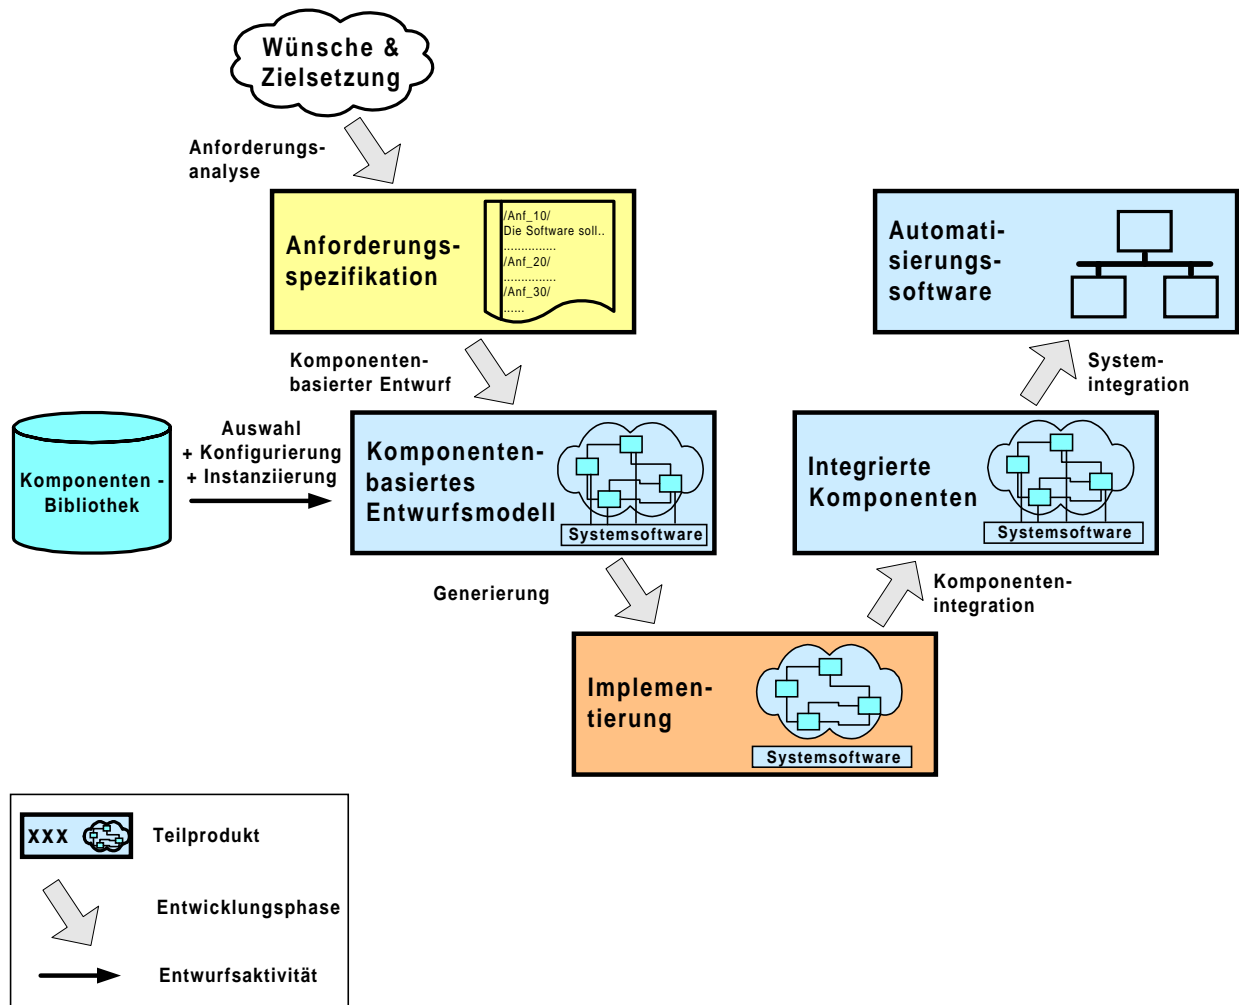 Wünsche &
Zielsetzung
Anforderungs-
analyse
Anforderungs-
spezifikation
/Anf_10/
Die Software soll..
...............
/Anf_20/
...............
/Anf_30/
......
Automati-
sierungs-
software
Komponenten-
basierter Entwurf
System-
integration
Komponenten -
Bibliothek
Auswahl
+ Konfigurierung
+ Instanziierung
Komponenten-
basiertes
Entwurfsmodell
Systemsoftware
Integrierte
Komponenten
Systemsoftware
Generierung
Komponenten-
integration
Implemen-
tierung
Systemsoftware
XXX
Teilprodukt
Entwicklungsphase
Entwurfsaktivität